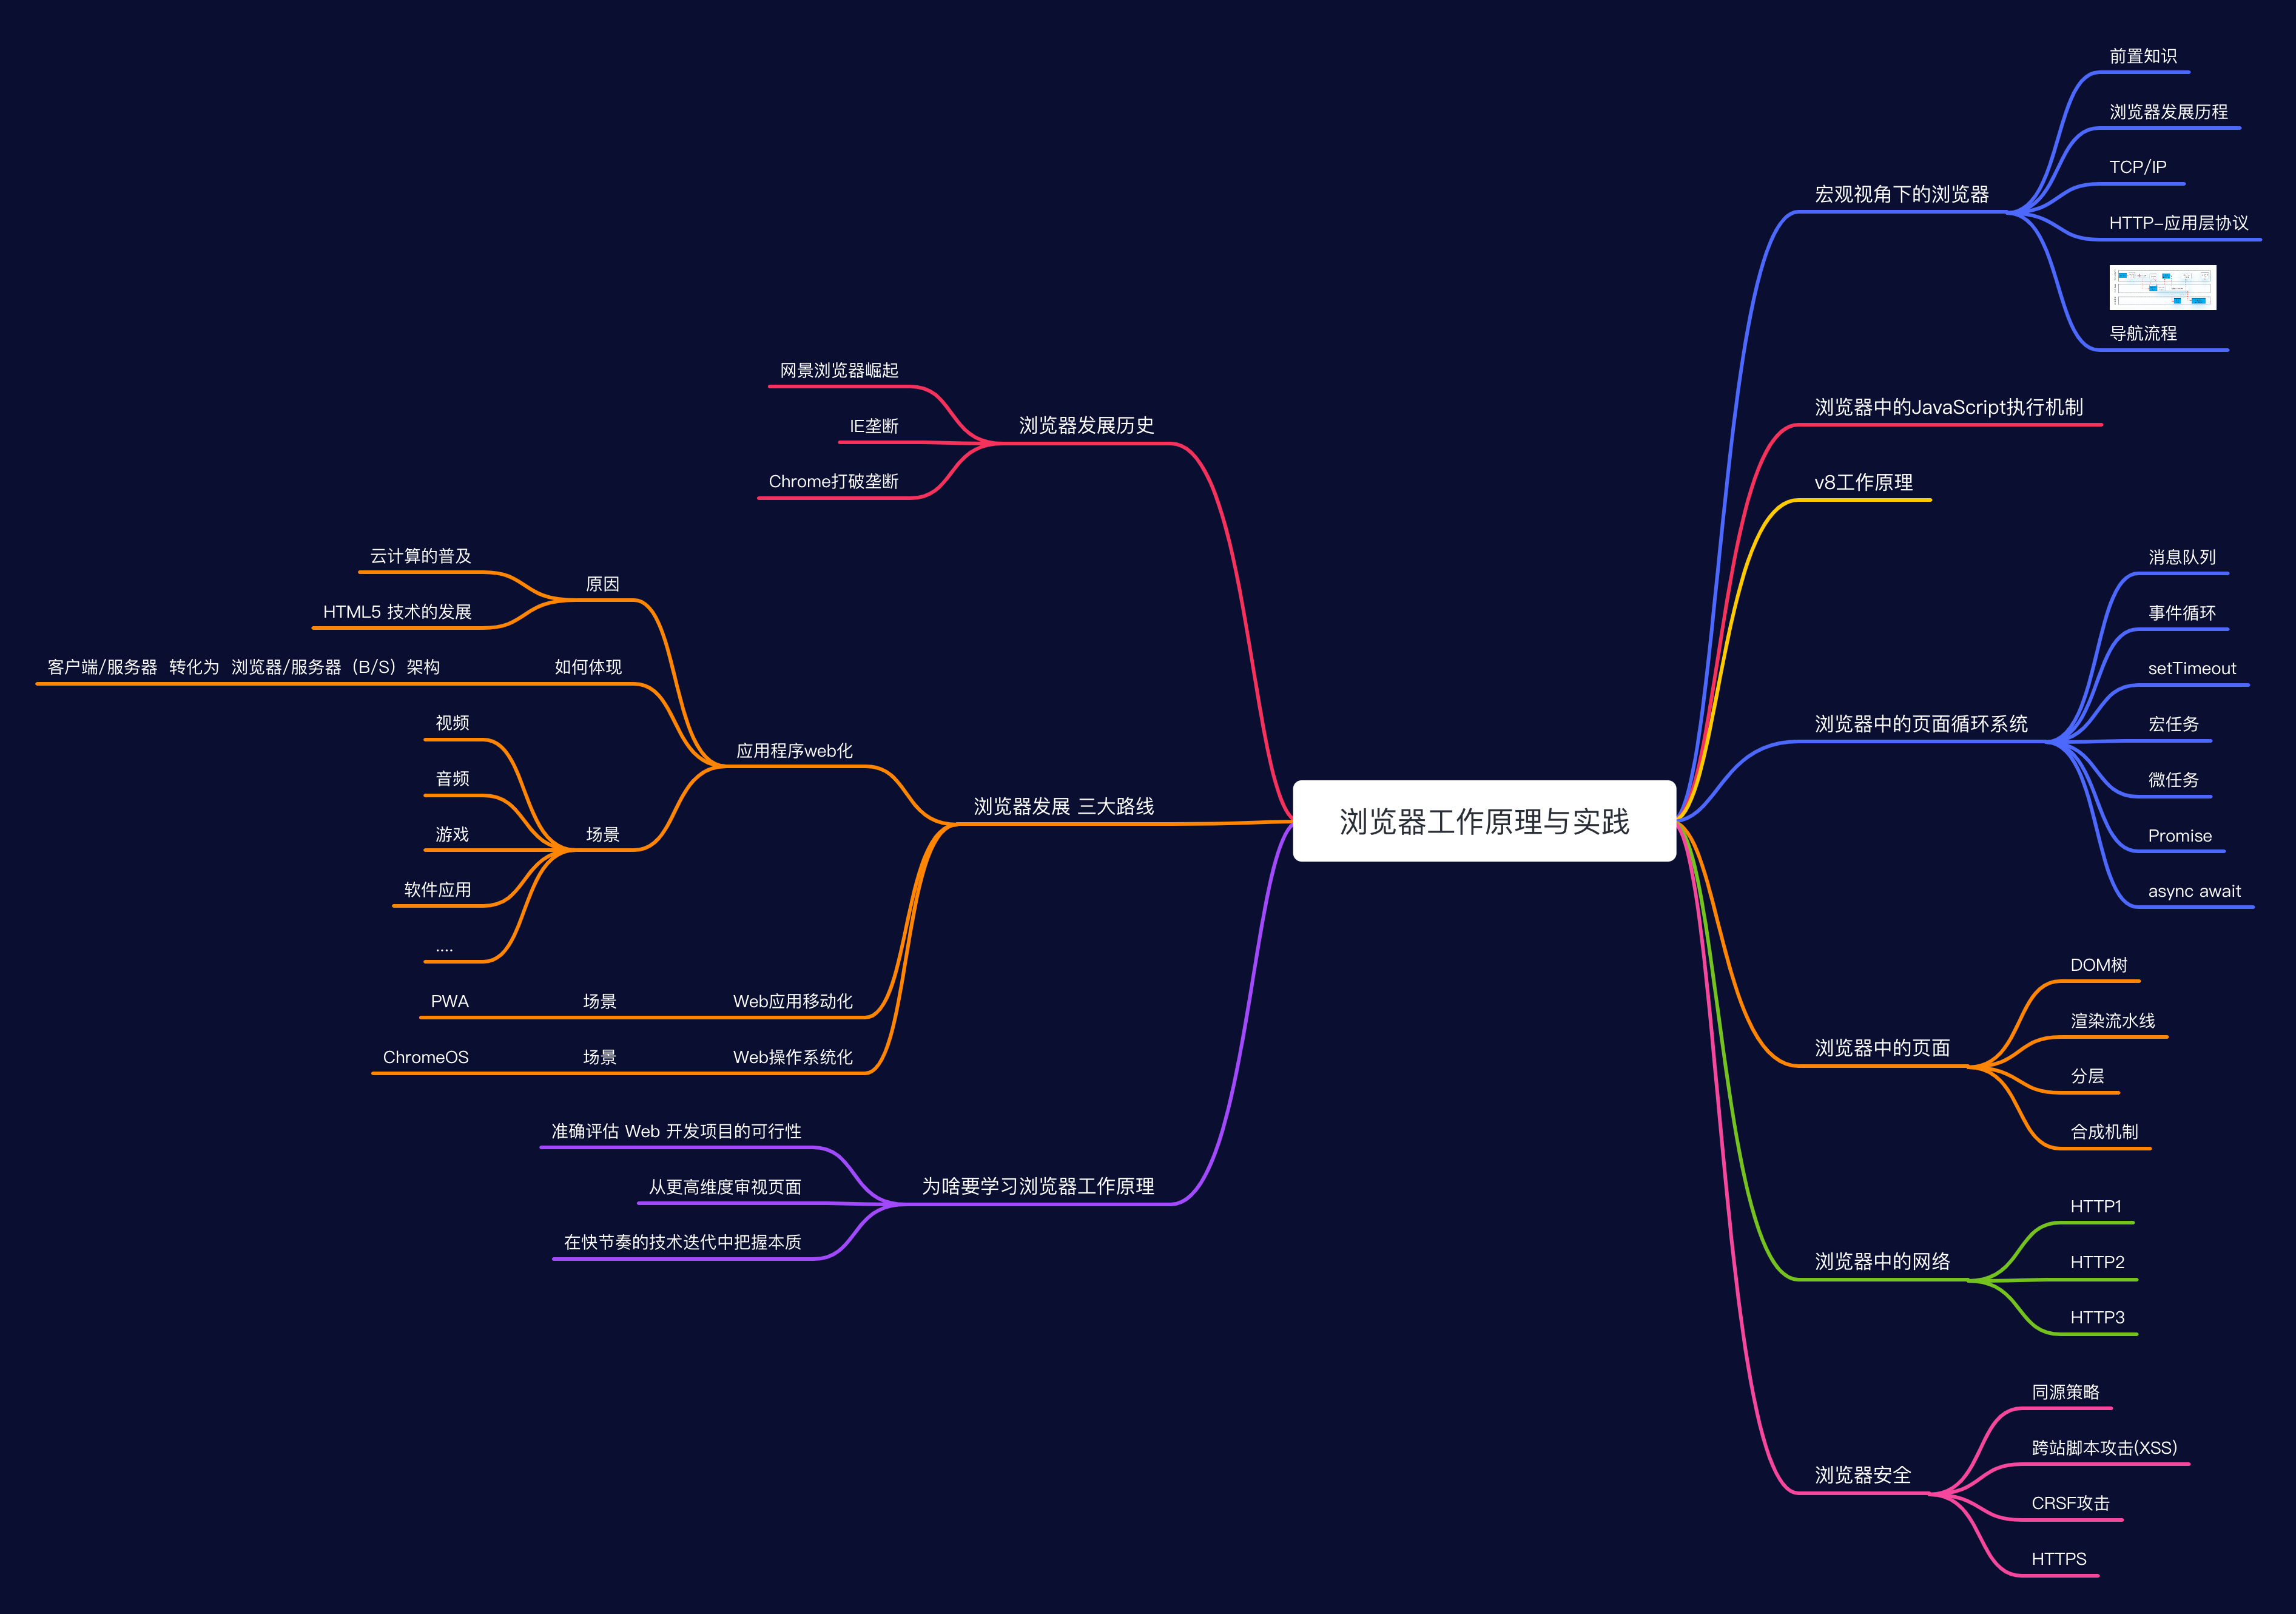 浏览器工作原理与实践
宏观视角下的浏览器
前置知识
浏览器发展历程
TCP/IP
HTTP-应用层协议
导航流程
浏览器中的JavaScript执行机制
v8工作原理
浏览器中的页面循环系统
消息队列
事件循环
setTimeout
宏任务
微任务
Promise
async await
浏览器中的页面
DOM树
渲染流水线
分层
合成机制
浏览器中的网络
HTTP1
HTTP2
HTTP3
浏览器安全
同源策略
跨站脚本攻击(XSS)
CRSF攻击
HTTPS
浏览器发展历史
网景浏览器崛起
IE垄断
Chrome打破垄断
浏览器发展 三大路线
应用程序web化
原因
云计算的普及
HTML5 技术的发展
如何体现
客户端/服务器 转化为 浏览器/服务器（B/S）架构
场景
视频
音频
游戏
软件应用
....
Web应用移动化
场景
PWA
Web操作系统化
场景
ChromeOS
为啥要学习浏览器工作原理
准确评估 Web 开发项目的可行性
从更高维度审视页面
在快节奏的技术迭代中把握本质